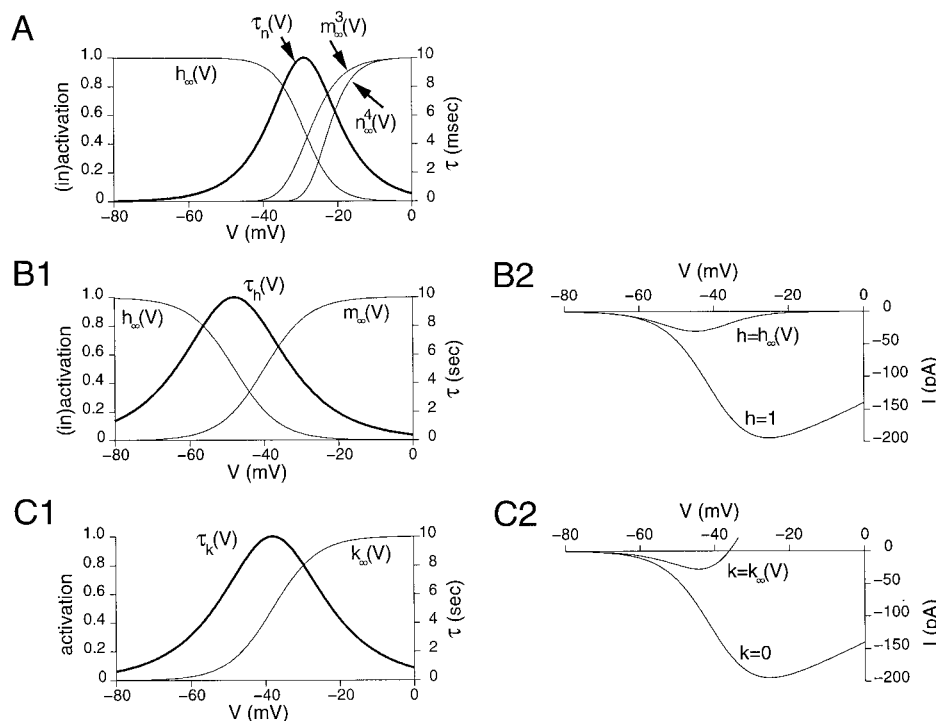 A
τn(V)
m∞3(V)
1.0
10
h∞(V)
0.8
8
0.6
6
n∞4(V)
0.4
4
0.2
2
0
0
(in)activation
τ (msec)
−80
−60
−40
−20
0
V (mV)
B1
τh(V)
1.0
10
h∞(V)
m∞(V)
0.8
8
0.6
6
0.4
4
0.2
2
0
0
(in)activation
τ (sec)
−80
−60
−40
−20
0
V (mV)
B2
V (mV)
−80
−60
−40
−20
0
0
h=h∞(V)
−50
−100
h=1
−150
−200
I (pA)
C1
τk(V)
1.0
10
k∞(V)
0.8
8
0.6
6
0.4
4
0.2
2
0
0
activation
τ (sec)
−80
−60
−40
−20
0
V (mV)
C2
V (mV)
−80
−60
−40
−20
0
0
k=k∞(V)
−50
−100
k=0
−150
−200
I (pA)